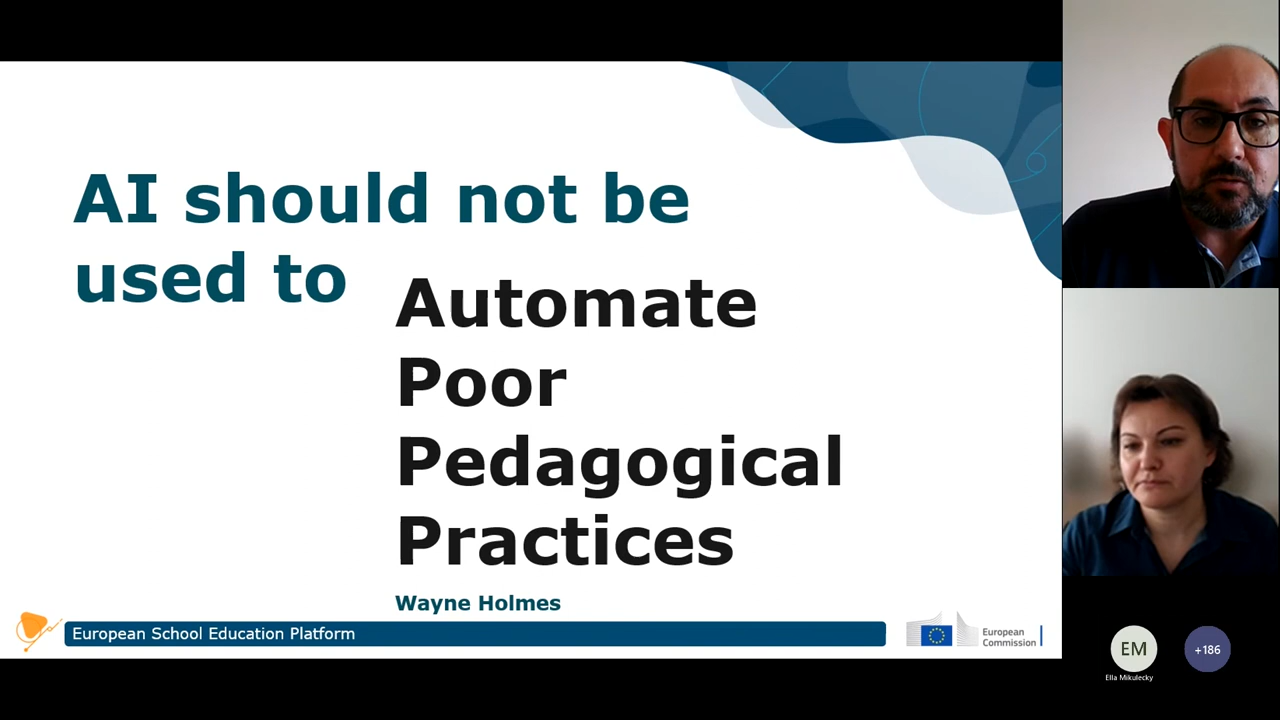 AI should not be
used to
Automate
Poor
Pedagogical
Practices
Wayne Holmes
European School Education Platform
European
Commission
EM
+186
Ella Mikulecky